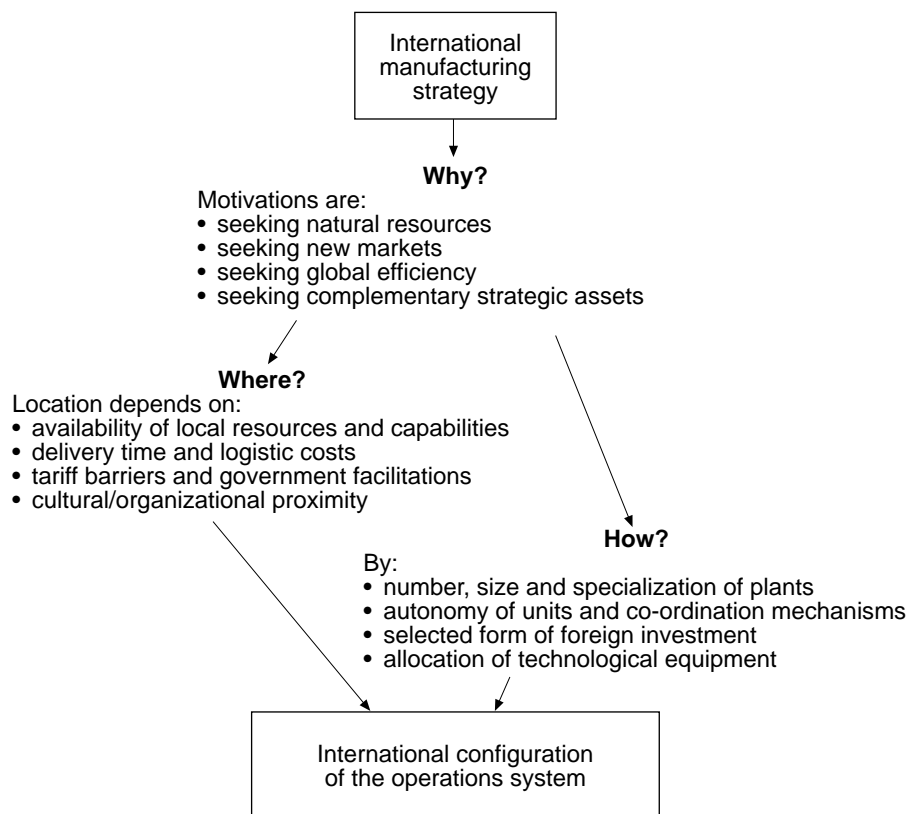 International
manufacturing
strategy
Why?
Motivations are:
• seeking natural resources
• seeking new markets
• seeking global efficiency
• seeking complementary strategic assets
Where?
Location depends on:
• availability of local resources and capabilities
• delivery time and logistic costs
• tariff barriers and government facilitations
• cultural/organizational proximity
How?
By:
• number, size and specialization of plants
• autonomy of units and co-ordination mechanisms
• selected form of foreign investment
• allocation of technological equipment
International configuration
of the operations system